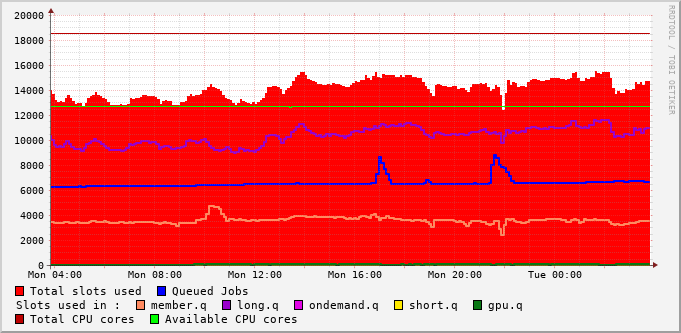 20000
18000
16000
14000
12000
10000
8000
6000
4000
2000
0
Mon 04:00 Mon 08:00 Mon 12:00 Mon 16:00 Mon 20:00 Tue 00:00
Total slots used Queued Jobs
Slots used in : member.q long.q ondemand.q short.q gpu.q
Total CPU cores Available CPU cores
RRDTOOL / TOBI OETIKER